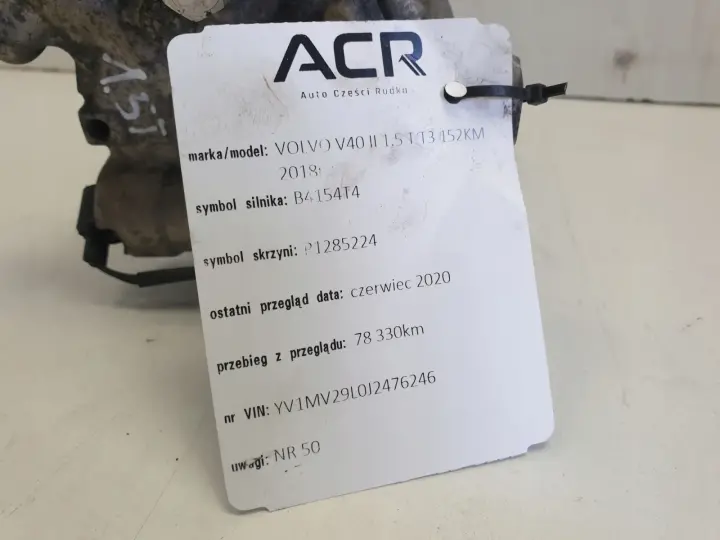 1.5T
ACR
Auto Części Rudka
marka/model: VOLVO V40 II 1,5 T T3 152KM
2018r
symbol silnika: B4154T4
symbol skrzyni: P1285224
ostatni przegląd data: czerwiec 2020
przebieg z przeglądu: 78 330km
nr VIN: YV1MV29L0J2476246
uwagi: NR 50